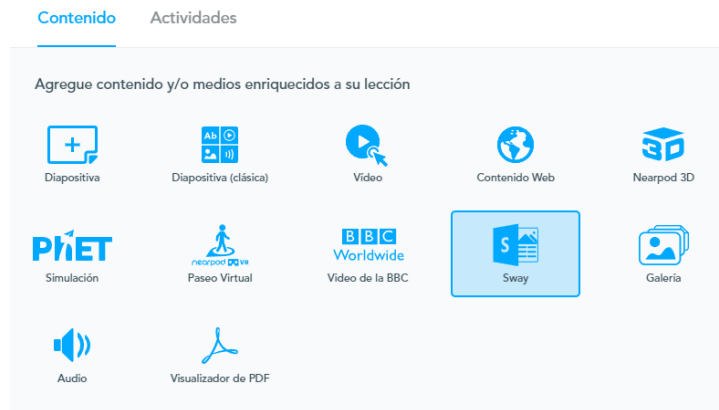 Contenido Actividades
Agregue contenido y/o medios enriquecidos a su lección
Ab
Diapositiva Diapositiva (clásica) Video Contenido Web 3D Nearpod 3D
PhET nearpod VR BBC Worldwide S
Simulación Paseo Virtual Video de la BBC Sway Galería
Audio Visualizador de PDF